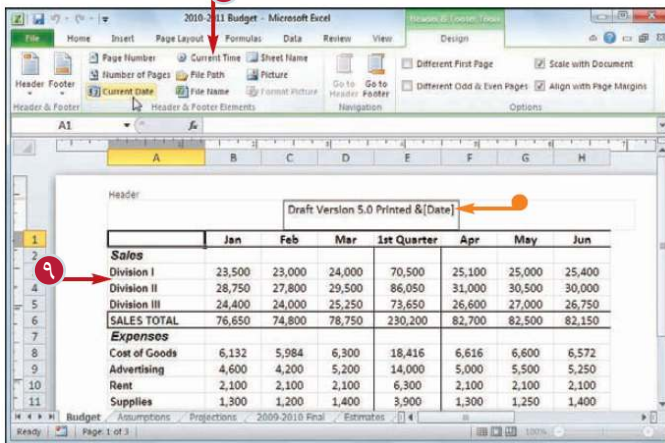 2010-2011 Budget - Microsoft Excel
Header & Footer Tools
File Home Insert Page Layout Formulas Data Review View Design
Page Number Current Time Sheet Name
Number of Pages File Path Picture
Current Date File Name Format Picture
Header Footer
Go to Header Go to Footer
Different First Page Scale with Document
Different Odd & Even Pages Align with Page Margins
Header & Footer Header & Footer Elements Navigation Options
A1 fx
A B C D E F G H
Header
Draft Version 5.0 Printed &[Date]
1 Jan Feb Mar 1st Quarter Apr May Jun
2 Sales
۹
Division I 23,500 23,000 24,000 70,500 25,100 25,000 25,400
4 Division II 28,750 27,800 29,500 86,050 31,000 30,500 30,000
5 Division III 24,400 24,000 25,250 73,650 26,600 27,000 26,750
6 SALES TOTAL 76,650 74,800 78,750 230,200 82,700 82,500 82,150
7 Expenses
8 Cost of Goods 6,132 5,984 6,300 18,416 6,616 6,600 6,572
9 Advertising 4,600 4,200 5,200 14,000 5,000 5,500 5,250
10 Rent 2,100 2,100 2,100 6,300 2,100 2,100 2,100
11 Supplies 1,300 1,200 1,400 3,900 1,300 1,250 1,400
Budget Assumptions Projections 2009-2010 Final Estimates
Ready Page: 1 of 3 100%